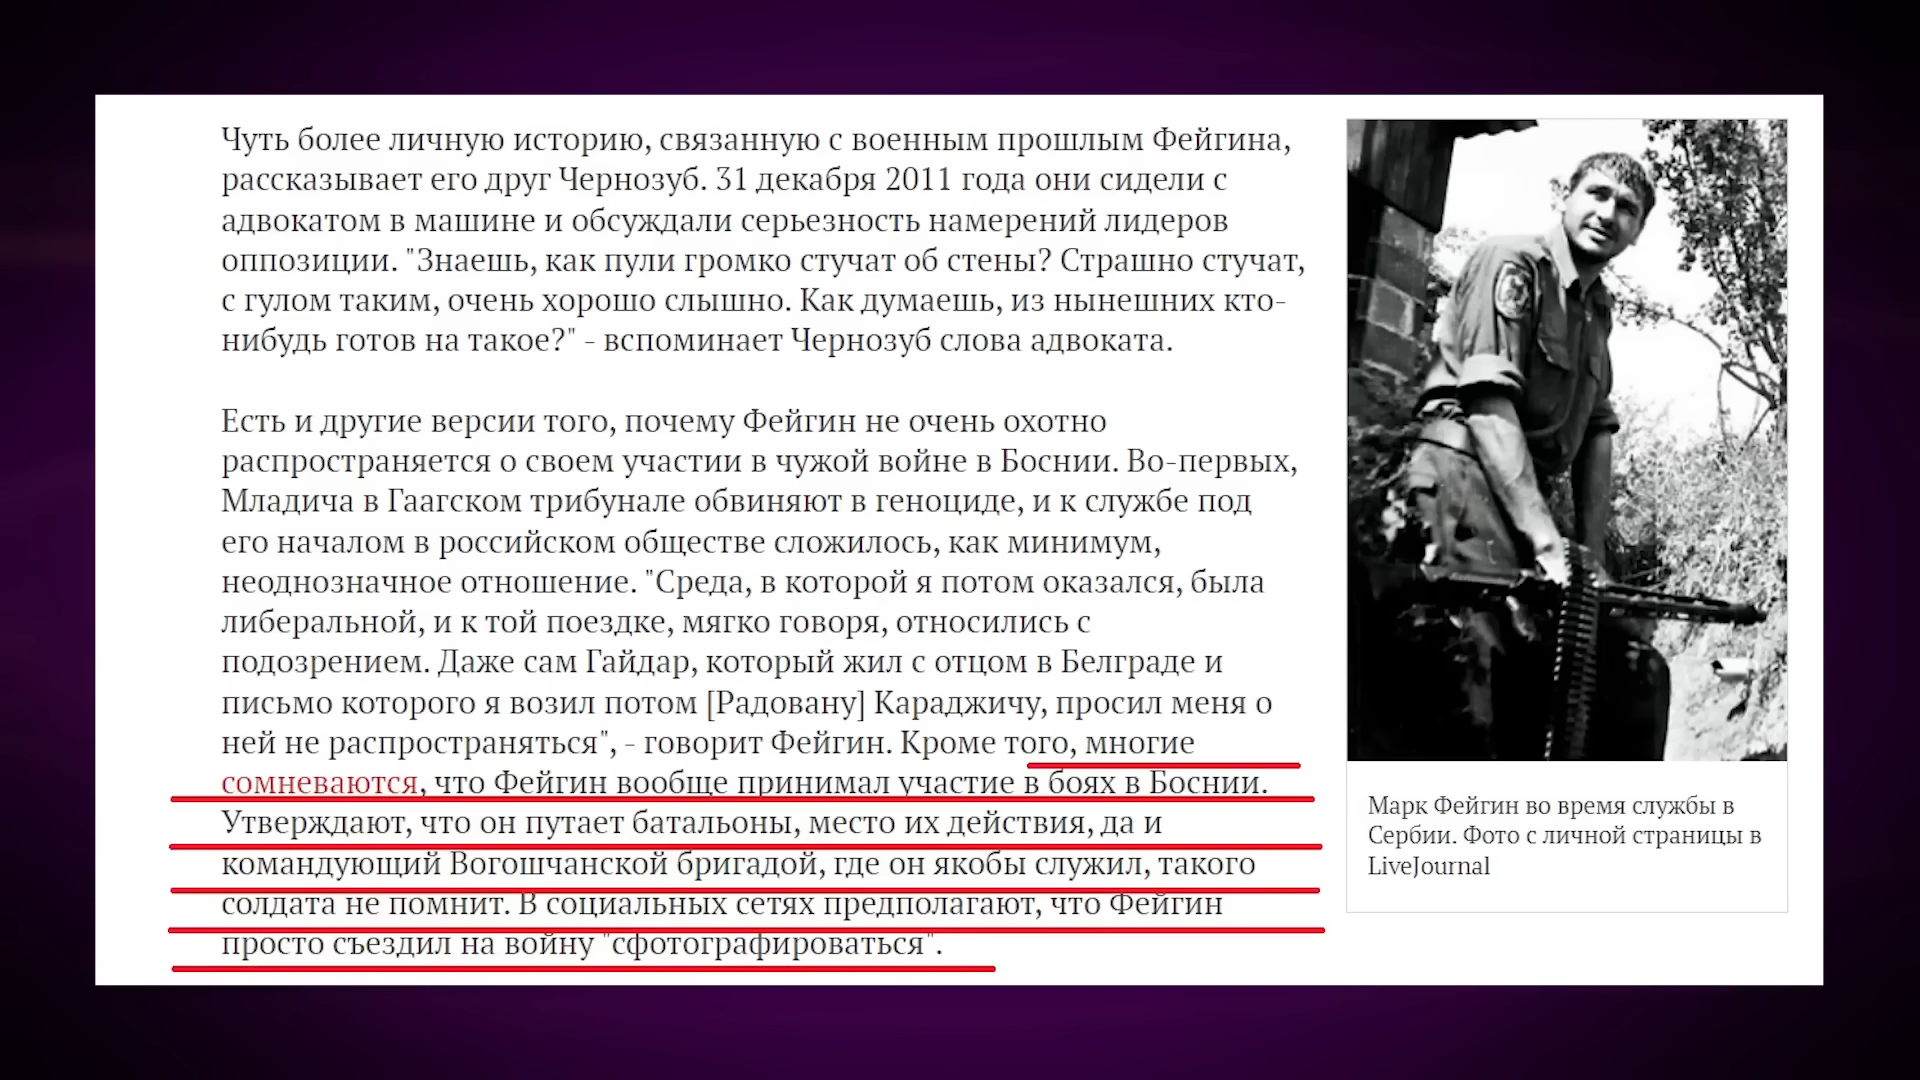 Чуть более личную историю, связанную с военным прошлым Фейгина,
рассказывает его друг Чернозуб. 31 декабря 2011 года они сидели с
адвокатом в машине и обсуждали серьезность намерений лидеров
оппозиции. "Знаешь, как пули громко стучат об стены? Страшно стучат,
с гулом таким, очень хорошо слышно. Как думаешь, из нынешних кто-
нибудь готов на такое?" - вспоминает Чернозуб слова адвоката.
Есть и другие версии того, почему Фейгин не очень охотно
распространяется о своем участии в чужой войне в Боснии. Во-первых,
Младича в Гаагском трибунале обвиняют в геноциде, и к службе под
его началом в российском обществе сложилось, как минимум,
неоднозначное отношение. "Среда, в которой я потом оказался, была
либеральной, и к той поездке, мягко говоря, относились с
подозрением. Даже сам Гайдар, который жил с отцом в Белграде и
письмо которого я возил потом [Радовану] Караджичу, просил меня о
ней не распространяться", - говорит Фейгин. Кроме того, многие
сомневаются, что Фейгин вообще принимал участие в боях в Боснии.
Утверждают, что он путает батальоны, место их действия, да и
командующий Вогошчанской бригадой, где он якобы служил, такого
солдата не помнит. В социальных сетях предполагают, что Фейгин
просто съездил на войну "сфотографироваться".
Марк Фейгин во время службы в
Сербии. Фото с личной страницы в
LiveJournal